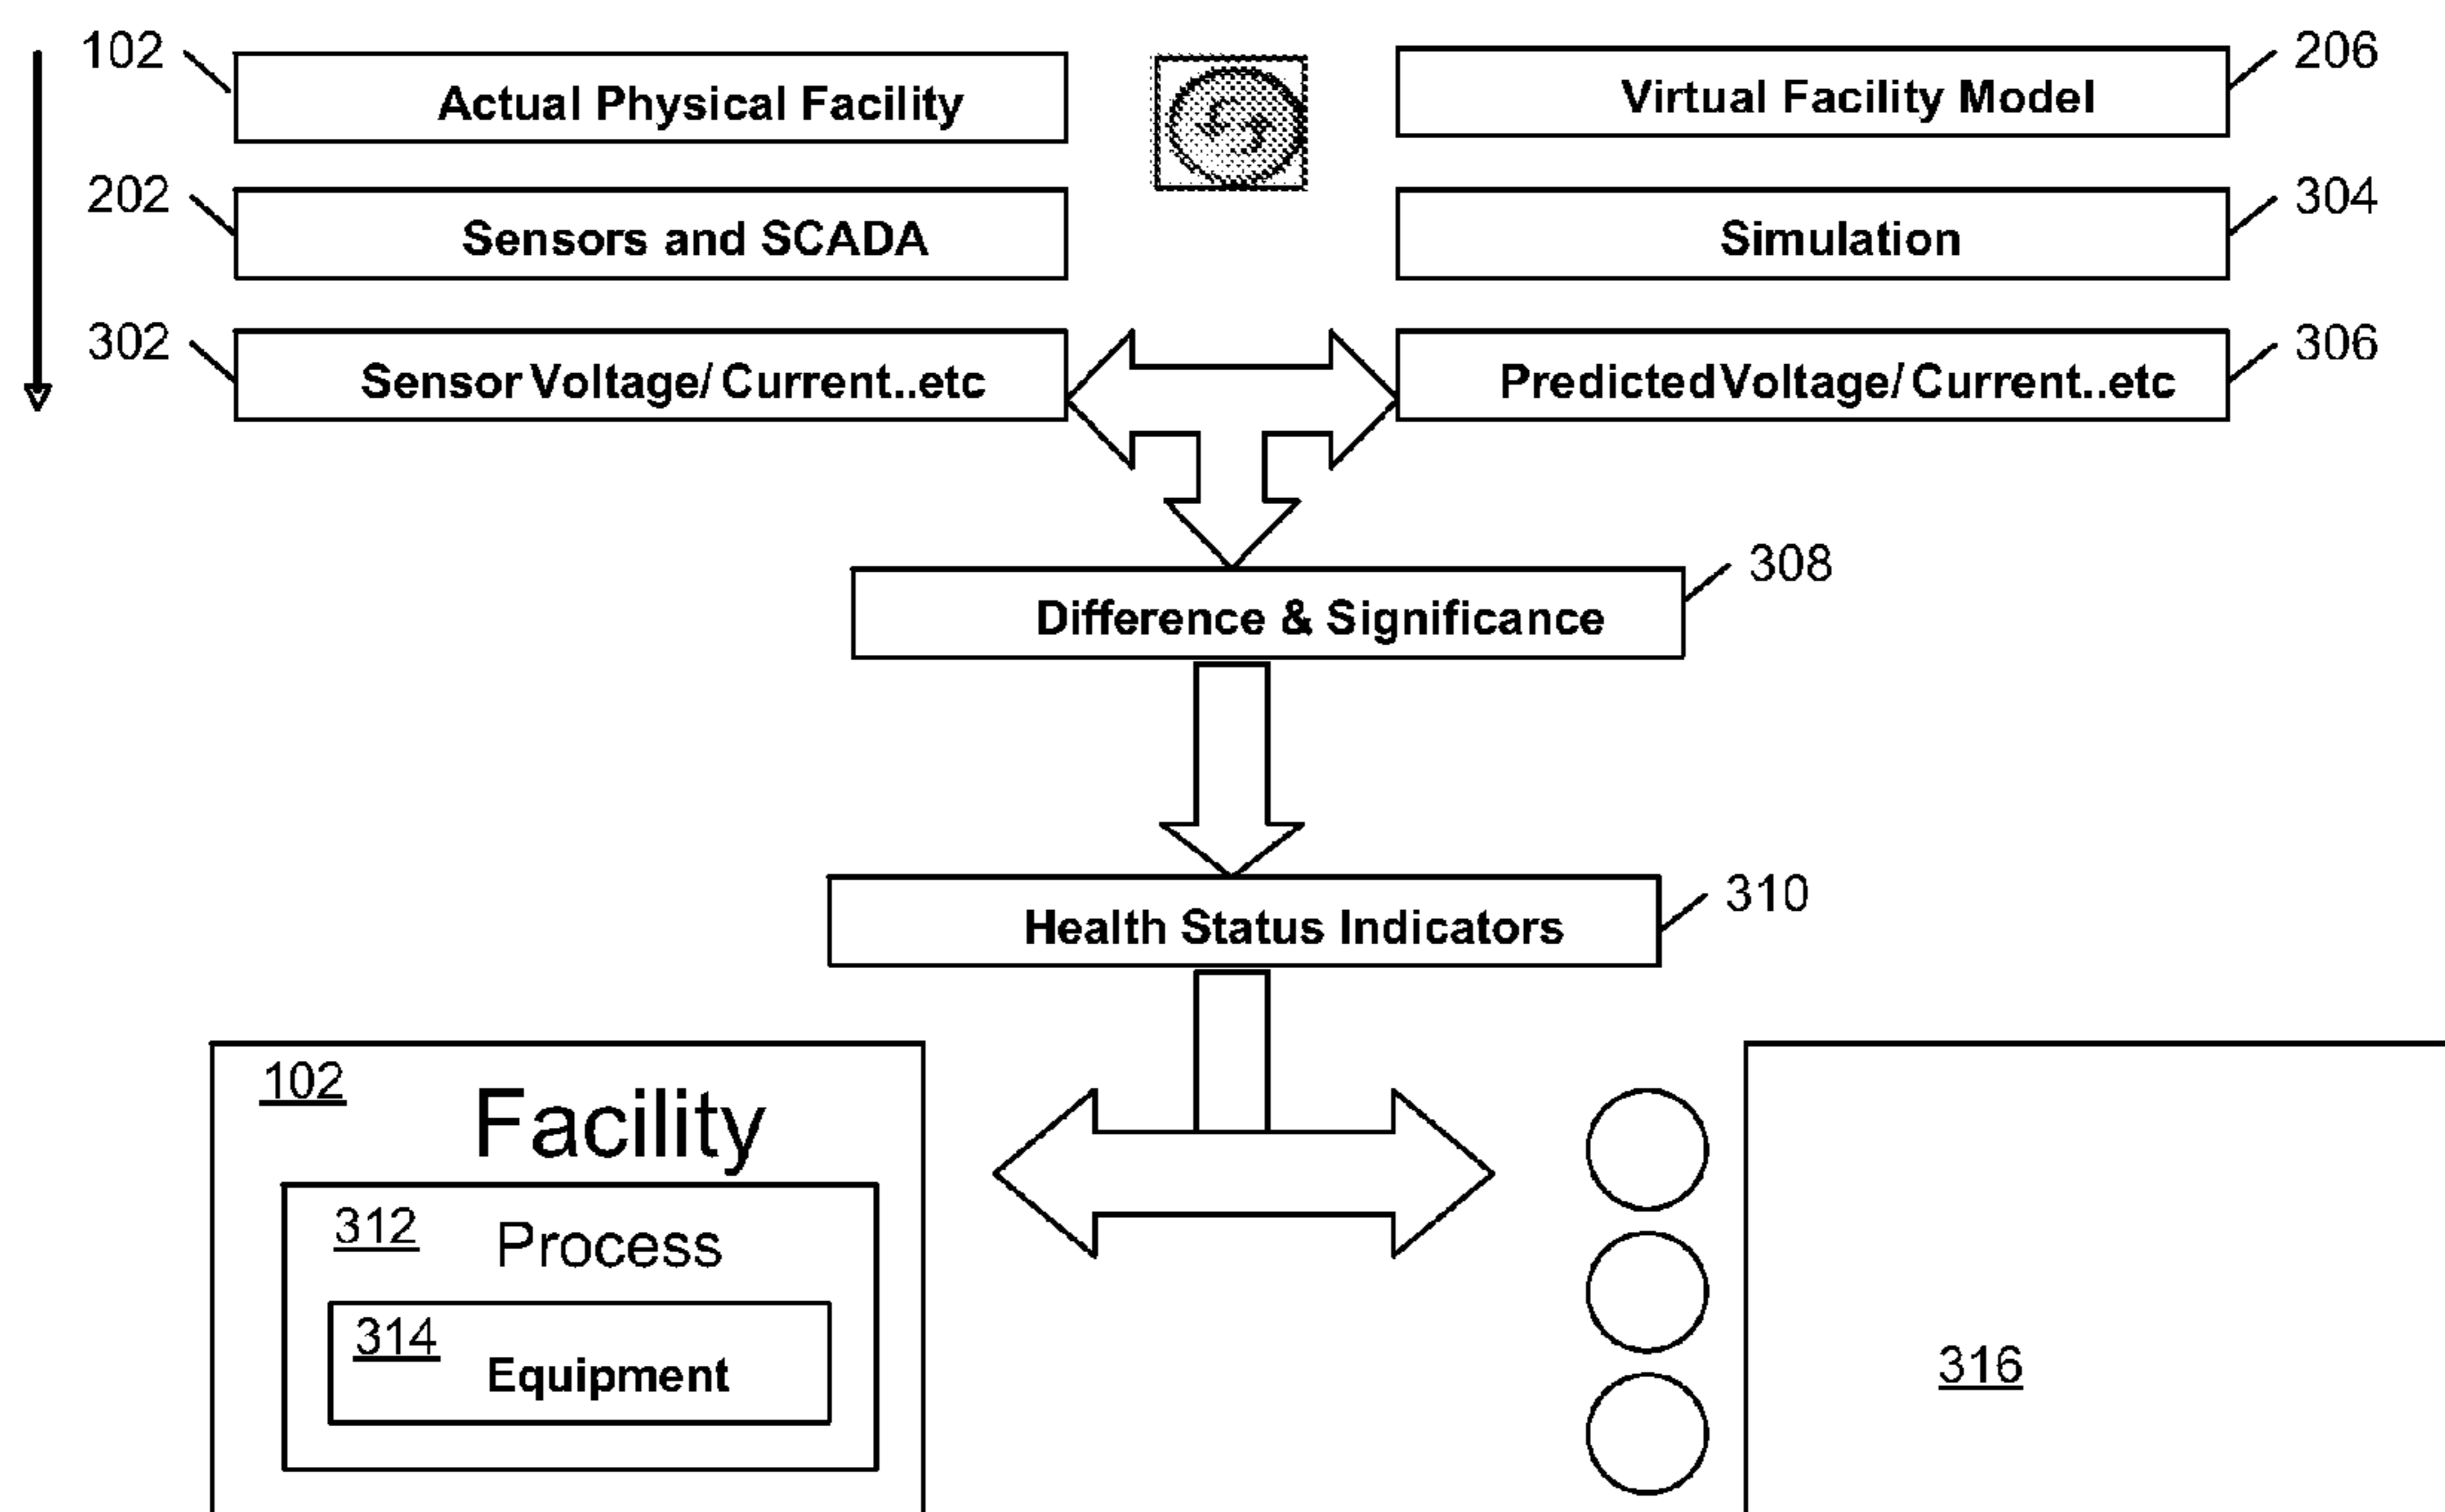 102
Actual Physical Facility
Virtual Facility Model
206
202
Sensors and SCADA
Simulation
304
302
Sensor Voltage/ Current..etc
Predicted Voltage/ Current..etc
306
308
Difference & Significance
310
Health Status Indicators
102
Facility
312
Process
314
Equipment
316